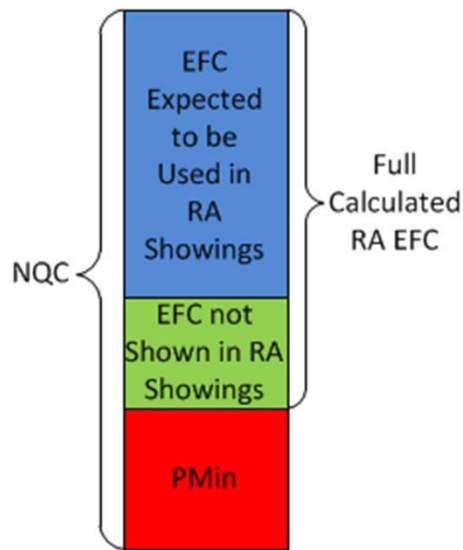 EFC
Expected
to be
Used in
RA
Showings
Full
Calculated
RA EFC
NQC
EFC not
Shown in RA
Showings
PMin